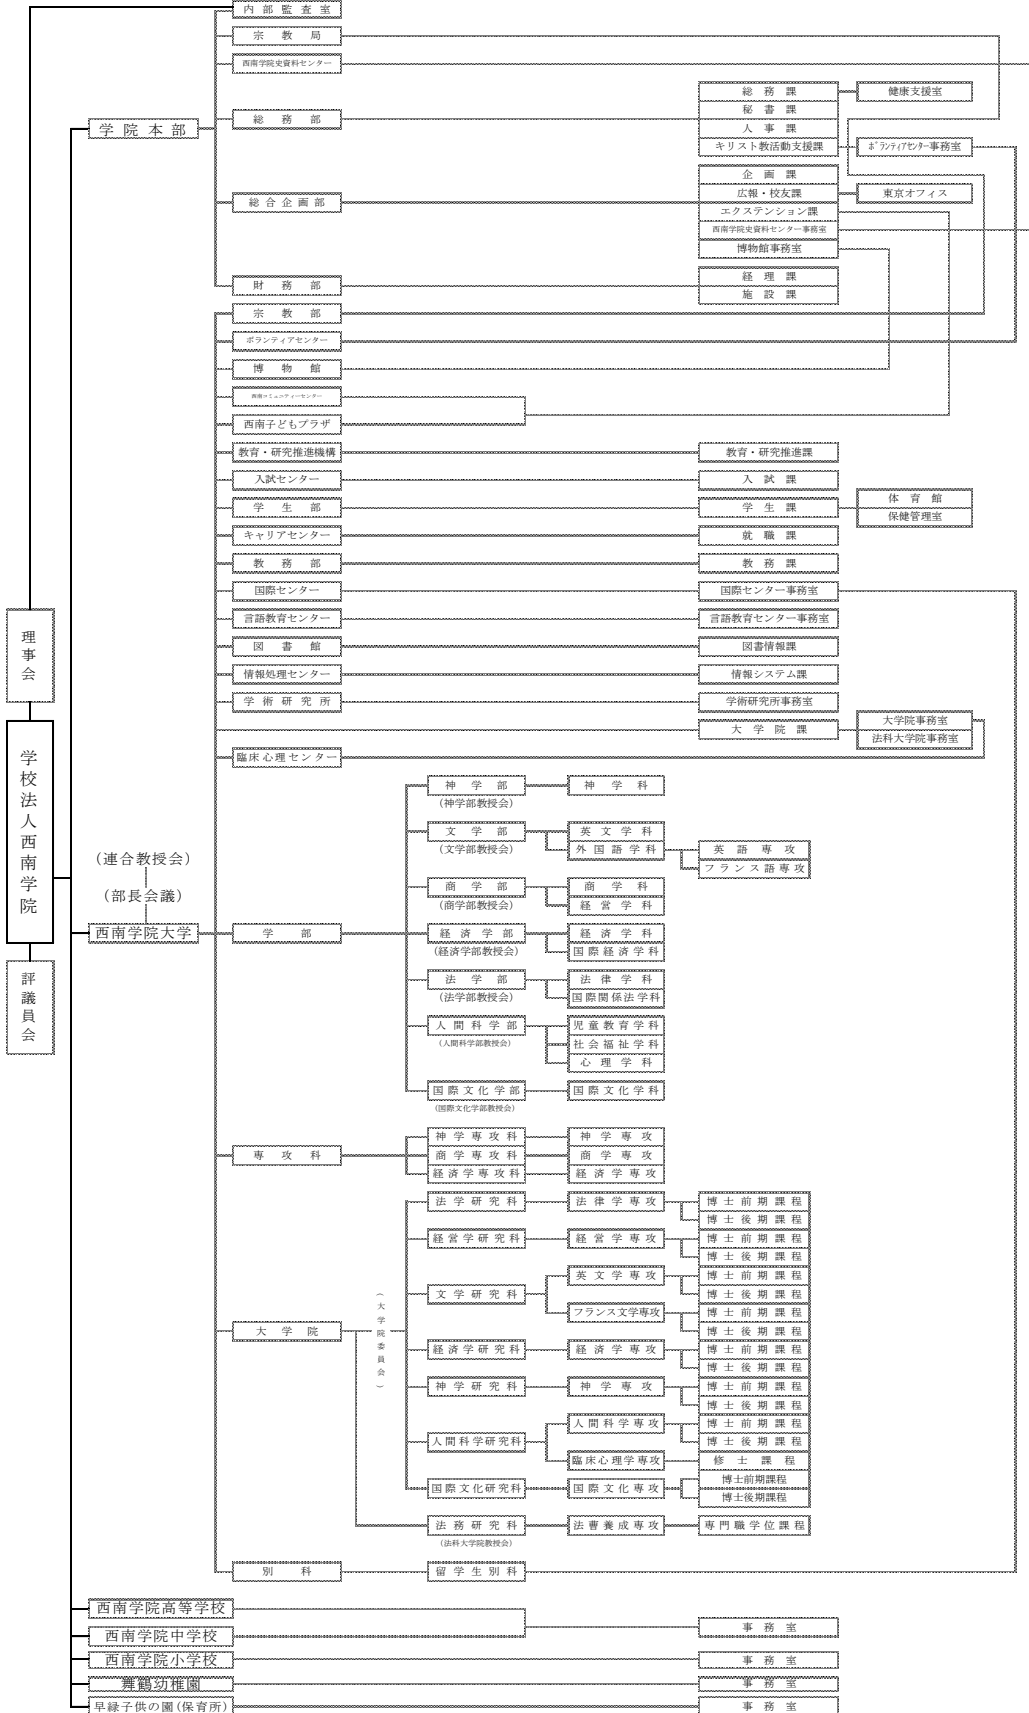 内部監査室
宗教局
西南学院史資料センター
総務課
健康支援室
秘書課
学院本部
総務部
人事課
キリスト教活動支援課
ボランティアセンター事務室
企画課
総合企画部
広報・校友課
東京オフィス
エクステンション課
西南学院史資料センター事務室
博物館事務室
財務部
経理課
施設課
宗教部
ボランティアセンター
博物館
西南コミュニティーセンター
西南子どもプラザ
教育・研究推進機構
教育・研究推進課
入試センター
入試課
学生部
学生課
体育館
保健管理室
キャリアセンター
就職課
教務部
教務課
国際センター
国際センター事務室
言語教育センター
言語教育センター事務室
理事会
図書館
図書情報課
情報処理センター
情報システム課
学術研究所
学術研究所事務室
大学院課
大学院事務室
法科大学院事務室
臨床心理センター
学校法人西南学院
神学部
(神学部教授会)
神学科
文学部
(文学部教授会)
英文学科
外国語学科
英語専攻
フランス語専攻
(連合教授会)
(部長会議)
西南学院大学
学部
商学部
(商学部教授会)
商学科
経営学科
経済学部
(経済学部教授会)
経済学科
国際経済学科
評議員会
法学部
(法学部教授会)
法律学科
国際関係法学科
人間科学部
(人間科学部教授会)
児童教育学科
社会福祉学科
心理学科
国際文化学部
(国際文化学部教授会)
国際文化学科
専攻科
神学専攻科
神学専攻
商学専攻科
商学専攻
経済学専攻科
経済学専攻
大学院
(大学院委員会)
法学研究科
法律学専攻
博士前期課程
博士後期課程
経営学研究科
経営学専攻
博士前期課程
博士後期課程
文学研究科
英文学専攻
博士前期課程
博士後期課程
フランス文学専攻
博士前期課程
博士後期課程
経済学研究科
経済学専攻
博士前期課程
博士後期課程
神学研究科
神学専攻
博士前期課程
博士後期課程
人間科学研究科
人間科学専攻
博士前期課程
博士後期課程
臨床心理学専攻
修士課程
国際文化研究科
国際文化専攻
博士前期課程
博士後期課程
法務研究科
(法科大学院教授会)
法曹養成専攻
専門職学位課程
別科
留学生別科
西南学院高等学校
西南学院中学校
事務室
西南学院小学校
事務室
舞鶴幼稚園
事務室
早緑子供の園(保育所)
事務室